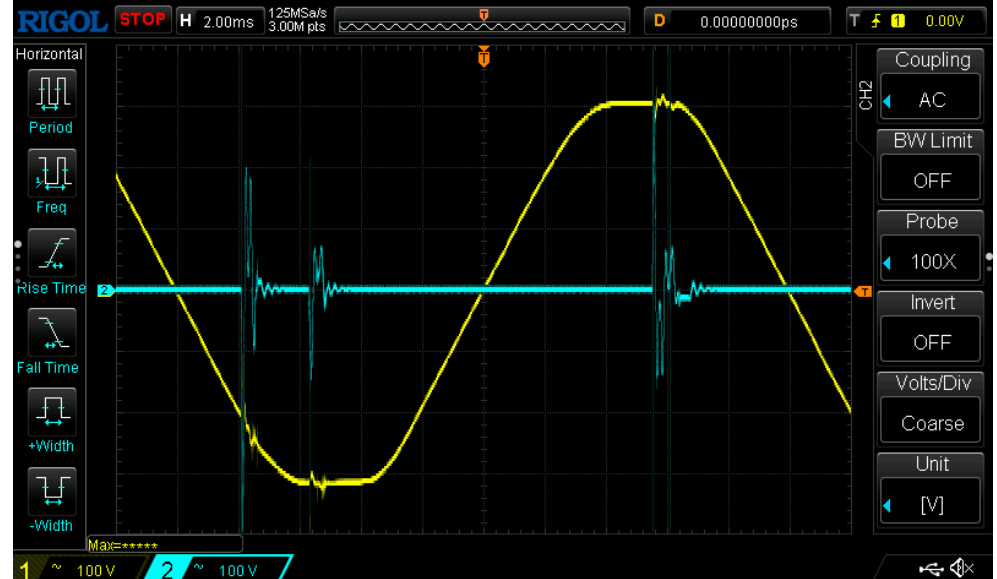 RIGOL STOP H 2.00ms 125MSa/s 3.00M pts T D 0.00000000ps T 1 0.00V
Horizontal
Period
Freq
Rise Time
Fall Time
+Width
-Width
T
2
T
Max=*****
CH2
Coupling
AC
BW Limit
OFF
Probe
100X
Invert
OFF
Volts/Div
Coarse
Unit
[V]
1 ~ 100 V 2 ~ 100 V